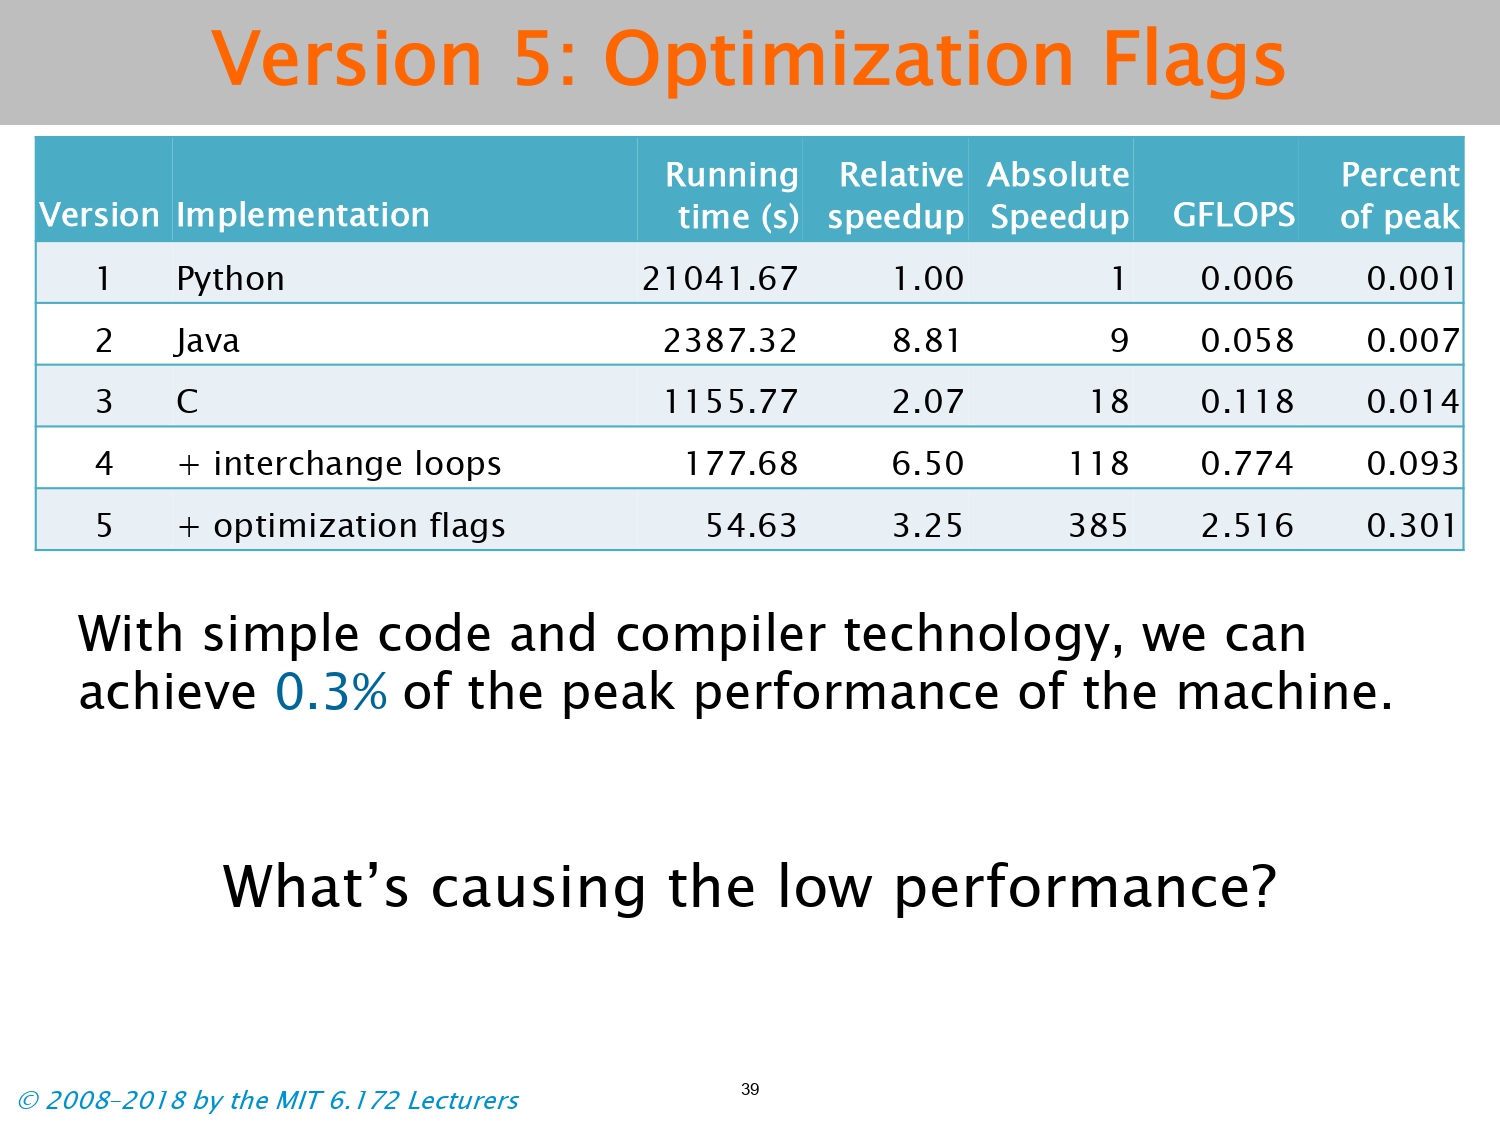 Version 5: Optimization Flags
Version Implementation Running time (s) Relative speedup Absolute Speedup GFLOPS Percent of peak
1 Python 21041.67 1.00 1 0.006 0.001
2 Java 2387.32 8.81 9 0.058 0.007
3 C 1155.77 2.07 18 0.118 0.014
4 + interchange loops 177.68 6.50 118 0.774 0.093
5 + optimization flags 54.63 3.25 385 2.516 0.301
With simple code and compiler technology, we can
achieve 0.3% of the peak performance of the machine.
What’s causing the low performance?
© 2008–2018 by the MIT 6.172 Lecturers
39